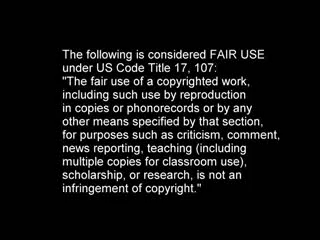 The following is considered FAIR USE
under US Code Title 17, 107:
"The fair use of a copyrighted work,
including such use by reproduction
in copies or phonorecords or by any
other means specified by that section,
for purposes such as criticism, comment,
news reporting, teaching (including
multiple copies for classroom use),
scholarship, or research, is not an
infringement of copyright."